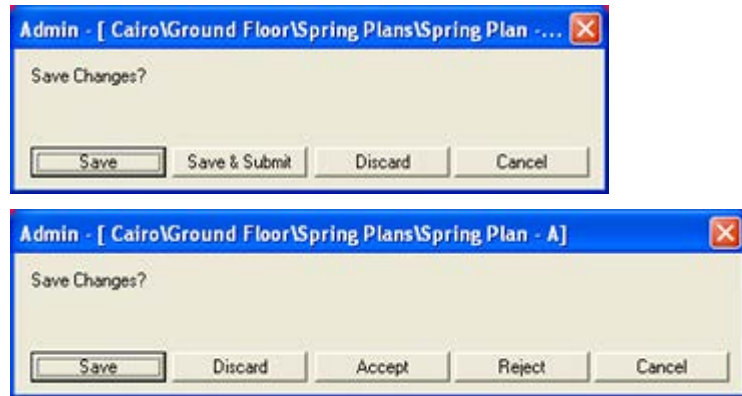 Admin - [ Cairo\Ground Floor\Spring Plans\Spring Plan -...
Save Changes?
Save Save & Submit Discard Cancel
Admin - [ Cairo\Ground Floor\Spring Plans\Spring Plan - A]
Save Changes?
Save Discard Accept Reject Cancel